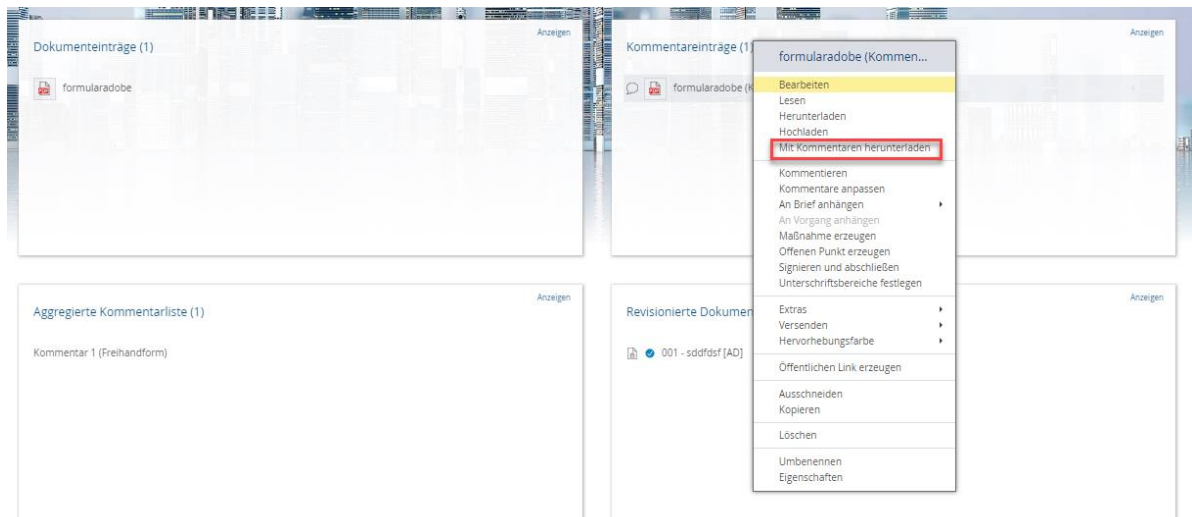 Anzeigen
Dokumenteinträge (1)
formularadobe
Anzeigen
Kommentareinträge (1)
formularadobe (K
formularadobe (Kommen...
Bearbeiten
Lesen
Herunterladen
Hochladen
Mit Kommentaren herunterladen
Kommentieren
Kommentare anpassen
An Brief anhängen
An Vorgang anhängen
Maßnahme erzeugen
Offenen Punkt erzeugen
Signieren und abschließen
Unterschriftsbereiche festlegen
Extras
Versenden
Hervorhebungsfarbe
Öffentlichen Link erzeugen
Ausschneiden
Kopieren
Löschen
Umbenennen
Eigenschaften
Anzeigen
Aggregierte Kommentarliste (1)
Kommentar 1 (Freihandform)
Anzeigen
Revisionierte Dokumen
001 - sddfdsf [AD]